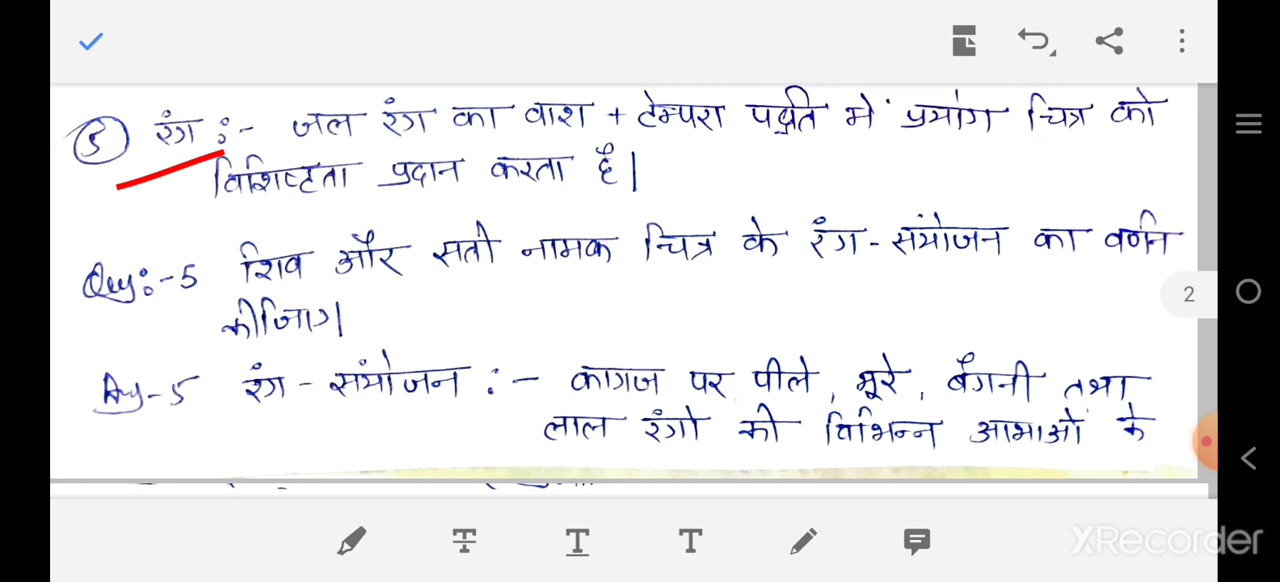 5 रंग :- जल रंग का वाश + टेम्परा पद्धति में प्रयोग चित्र को
विशिष्टता प्रदान करता है।
Que:-5 शिव और सती नामक चित्र के रंग-संयोजन का वर्णन
कीजिए।
2
Ans-5 रंग-संयोजन :- कागज पर पीले, भूरे, बैंगनी तथा
लाल रंगो की विभिन्न आभाओं के
T T T
XRecorder